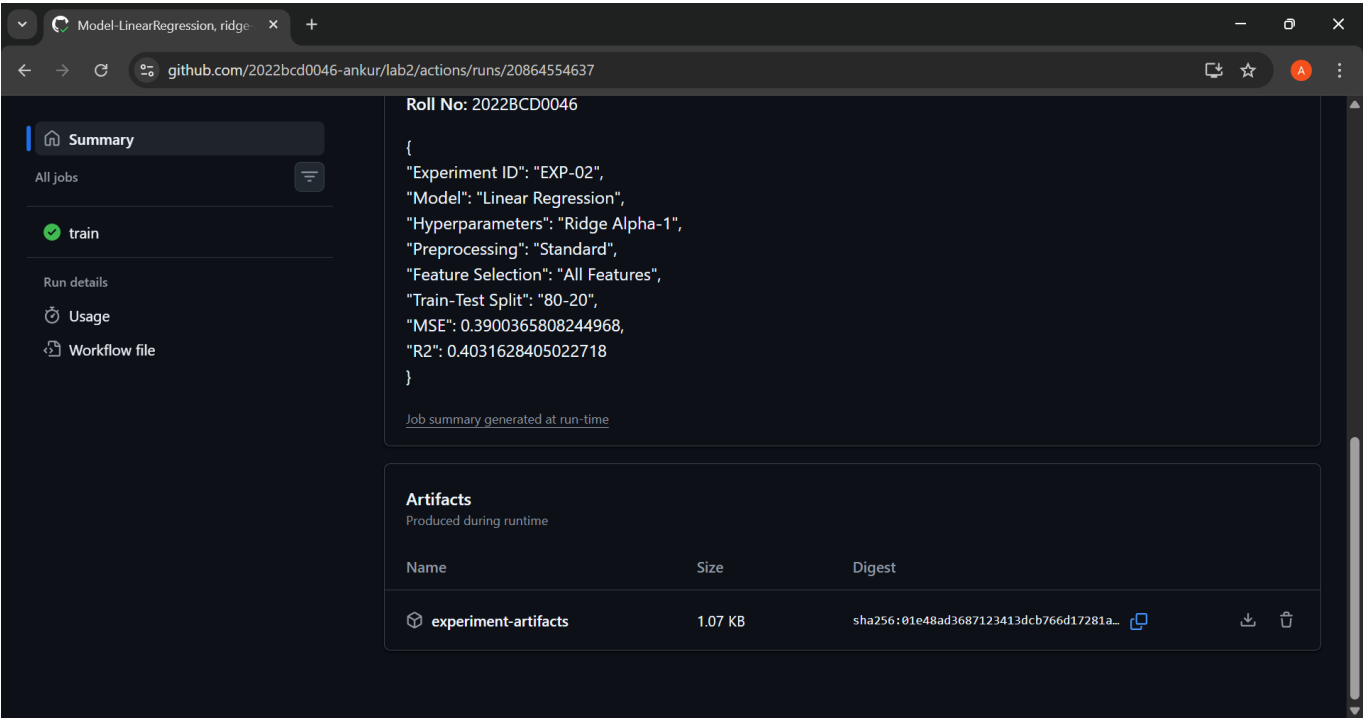 Model-LinearRegression, ridge-
github.com/2022bcd0046-ankur/lab2/actions/runs/20864554637
A
Summary
All jobs
train
Run details
Usage
Workflow file
Roll No: 2022BCD0046
{
"Experiment ID": "EXP-02",
"Model": "Linear Regression",
"Hyperparameters": "Ridge Alpha-1",
"Preprocessing": "Standard",
"Feature Selection": "All Features",
"Train-Test Split": "80-20",
"MSE": 0.3900365808244968,
"R2": 0.4031628405022718
}
Job summary generated at run-time
Artifacts
Produced during runtime
Name Size Digest
experiment-artifacts 1.07 KB sha256:01e48ad3687123413dcb766d17281a…